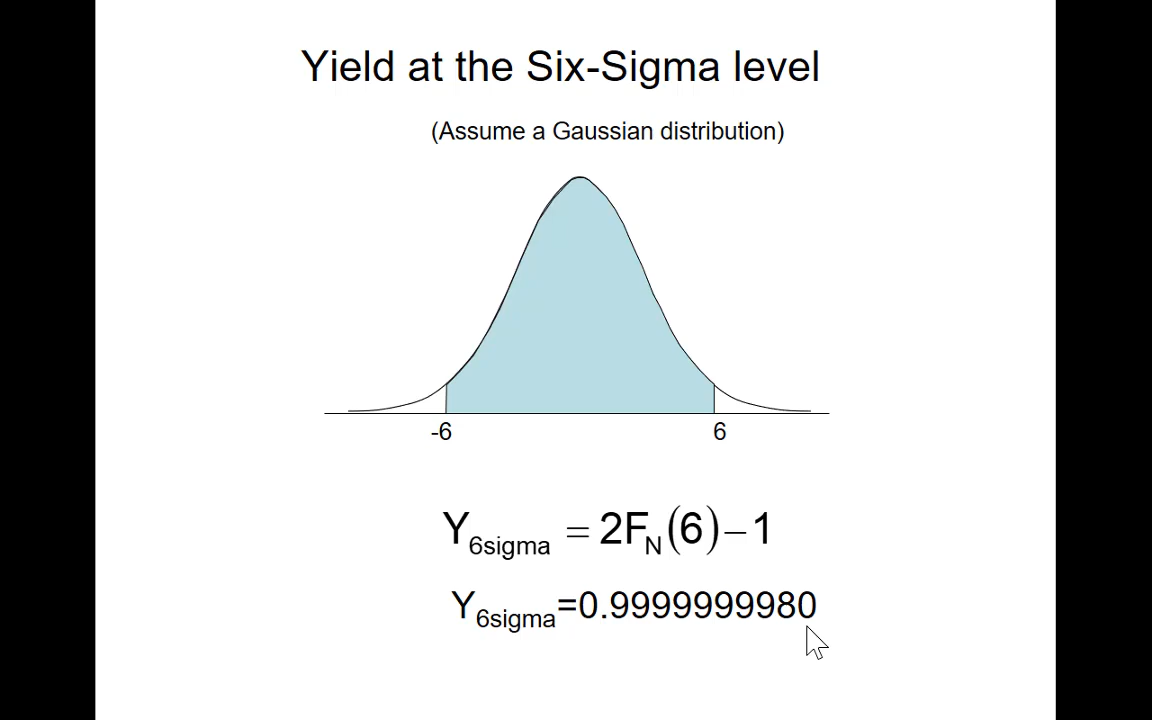 Yield at the Six-Sigma level
(Assume a Gaussian distribution)
-6 6
Y6sigma = 2FN(6)−1
Y6sigma=0.9999999980